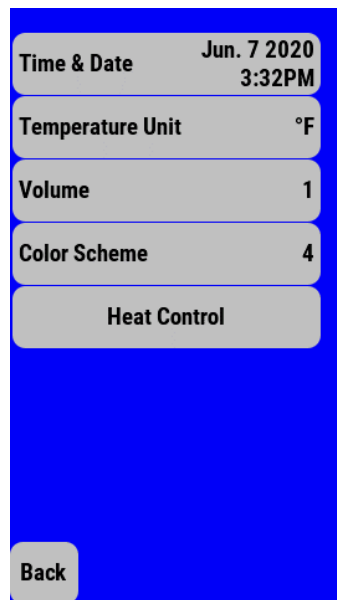 Time & Date Jun. 7 2020
3:32PM
Temperature Unit °F
Volume 1
Color Scheme 4
Heat Control
Back